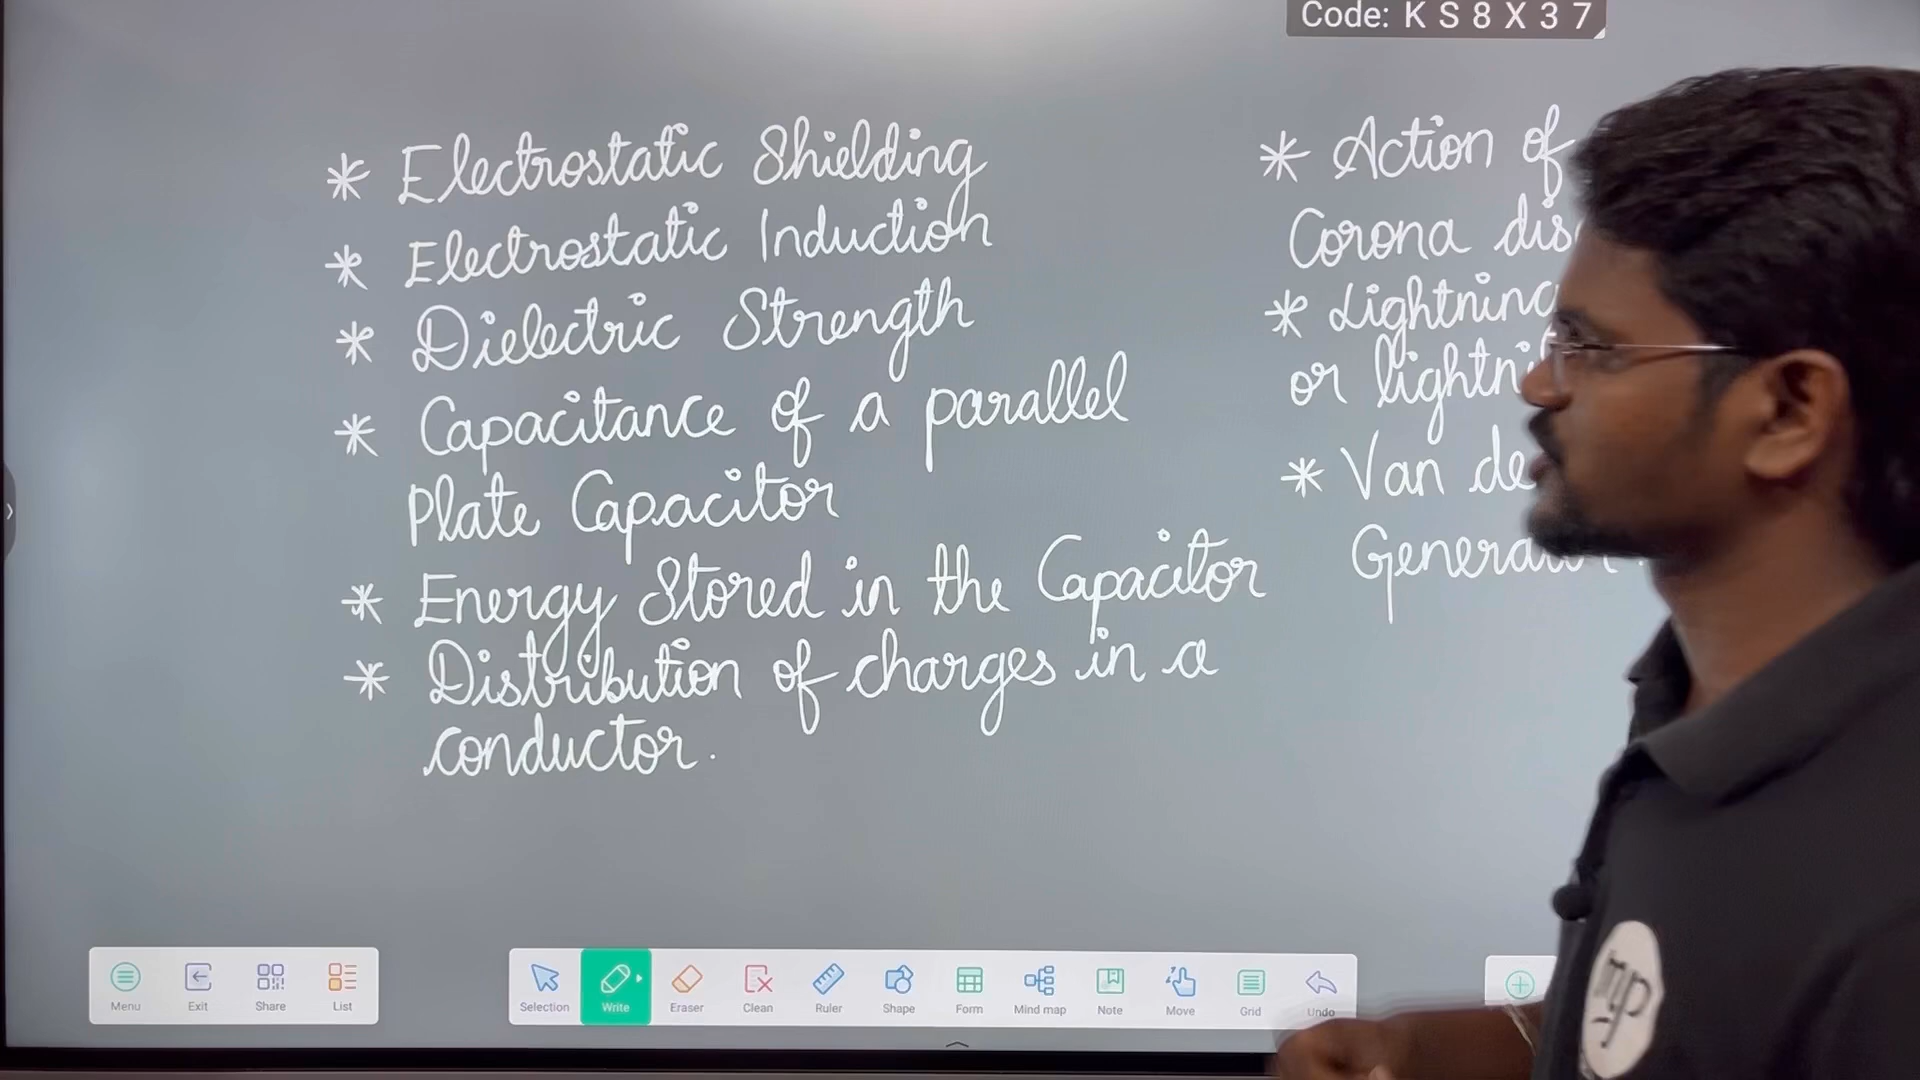 Code: K S 8 X 3 7
* Electrostatic Shielding
* Electrostatic Induction
* Dielectric Strength
* Capacitance of a parallel
Plate Capacitor
* Energy Stored in the Capacitor
* Distribution of charges in a
conductor.
* Action of
Corona
* Lightning
or
* Van de
Generator.
Menu Exit Share List
Selection Write Eraser Clean Ruler Shape Form Mind map Note Move Grid Undo